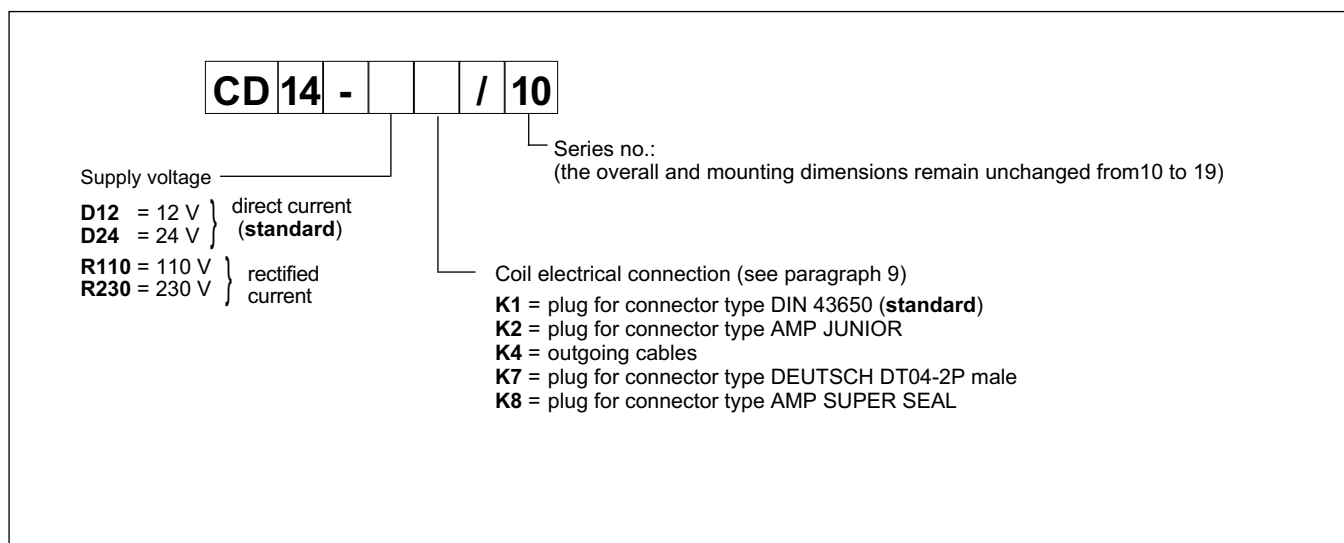 CD 14 - / 10
Series no.:
(the overall and mounting dimensions remain unchanged from10 to 19)
Supply voltage
D12 = 12 V } direct current
D24 = 24 V (standard)
R110 = 110 V } rectified
R230 = 230 V current
Coil electrical connection (see paragraph 9)
K1 = plug for connector type DIN 43650 (standard)
K2 = plug for connector type AMP JUNIOR
K4 = outgoing cables
K7 = plug for connector type DEUTSCH DT04-2P male
K8 = plug for connector type AMP SUPER SEAL